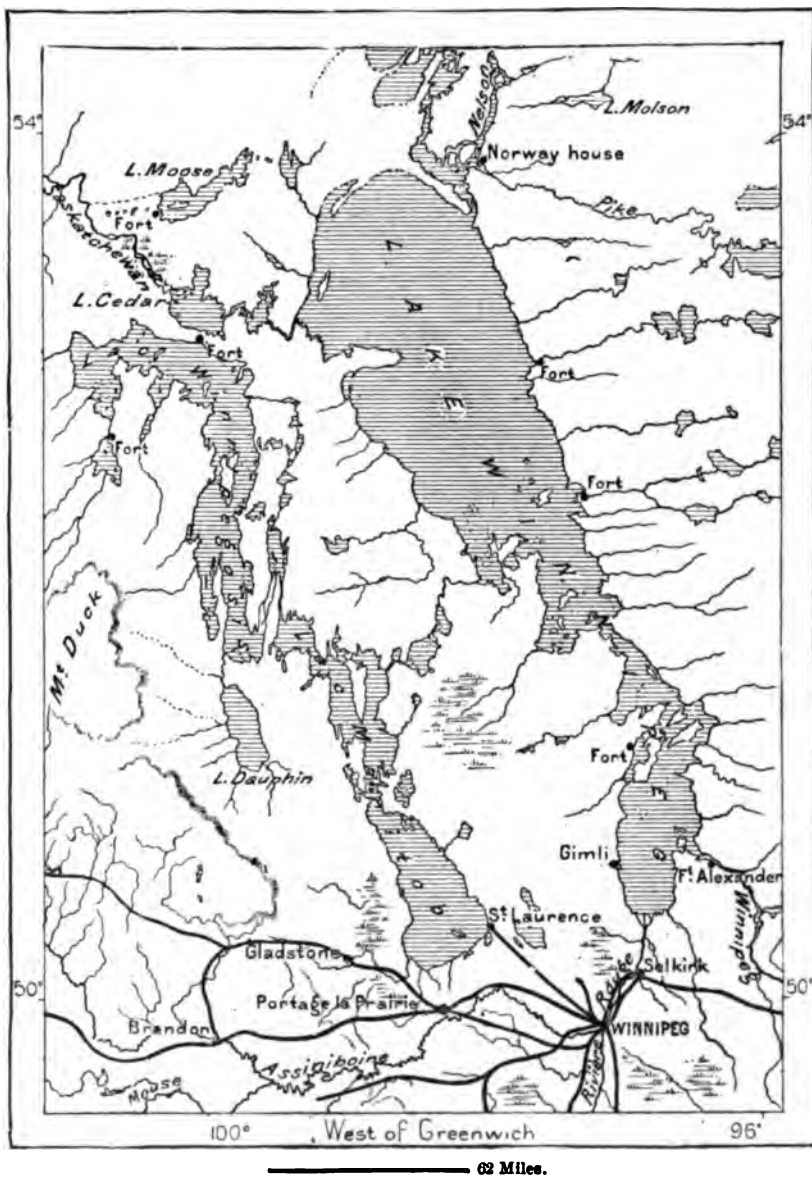 54°
54°
L. Molson
Nelson
Norway house
L. Moose
Pike
Fort
Saskatchewan
L. Cedar
Fort
Fort
Fort
LAKE WINNIPEG
Fort
Mt Duck
L. Dauphin
Fort
Gimli
Ft. Alexander
Winnipeg
St. Laurence
Gladstone
Selkirk
50°
50°
Portage la Prairie
Brandon
WINNIPEG
Assiniboine
Mouse
Rivière Rouge
100°
West of Greenwich
96°
62 Miles.